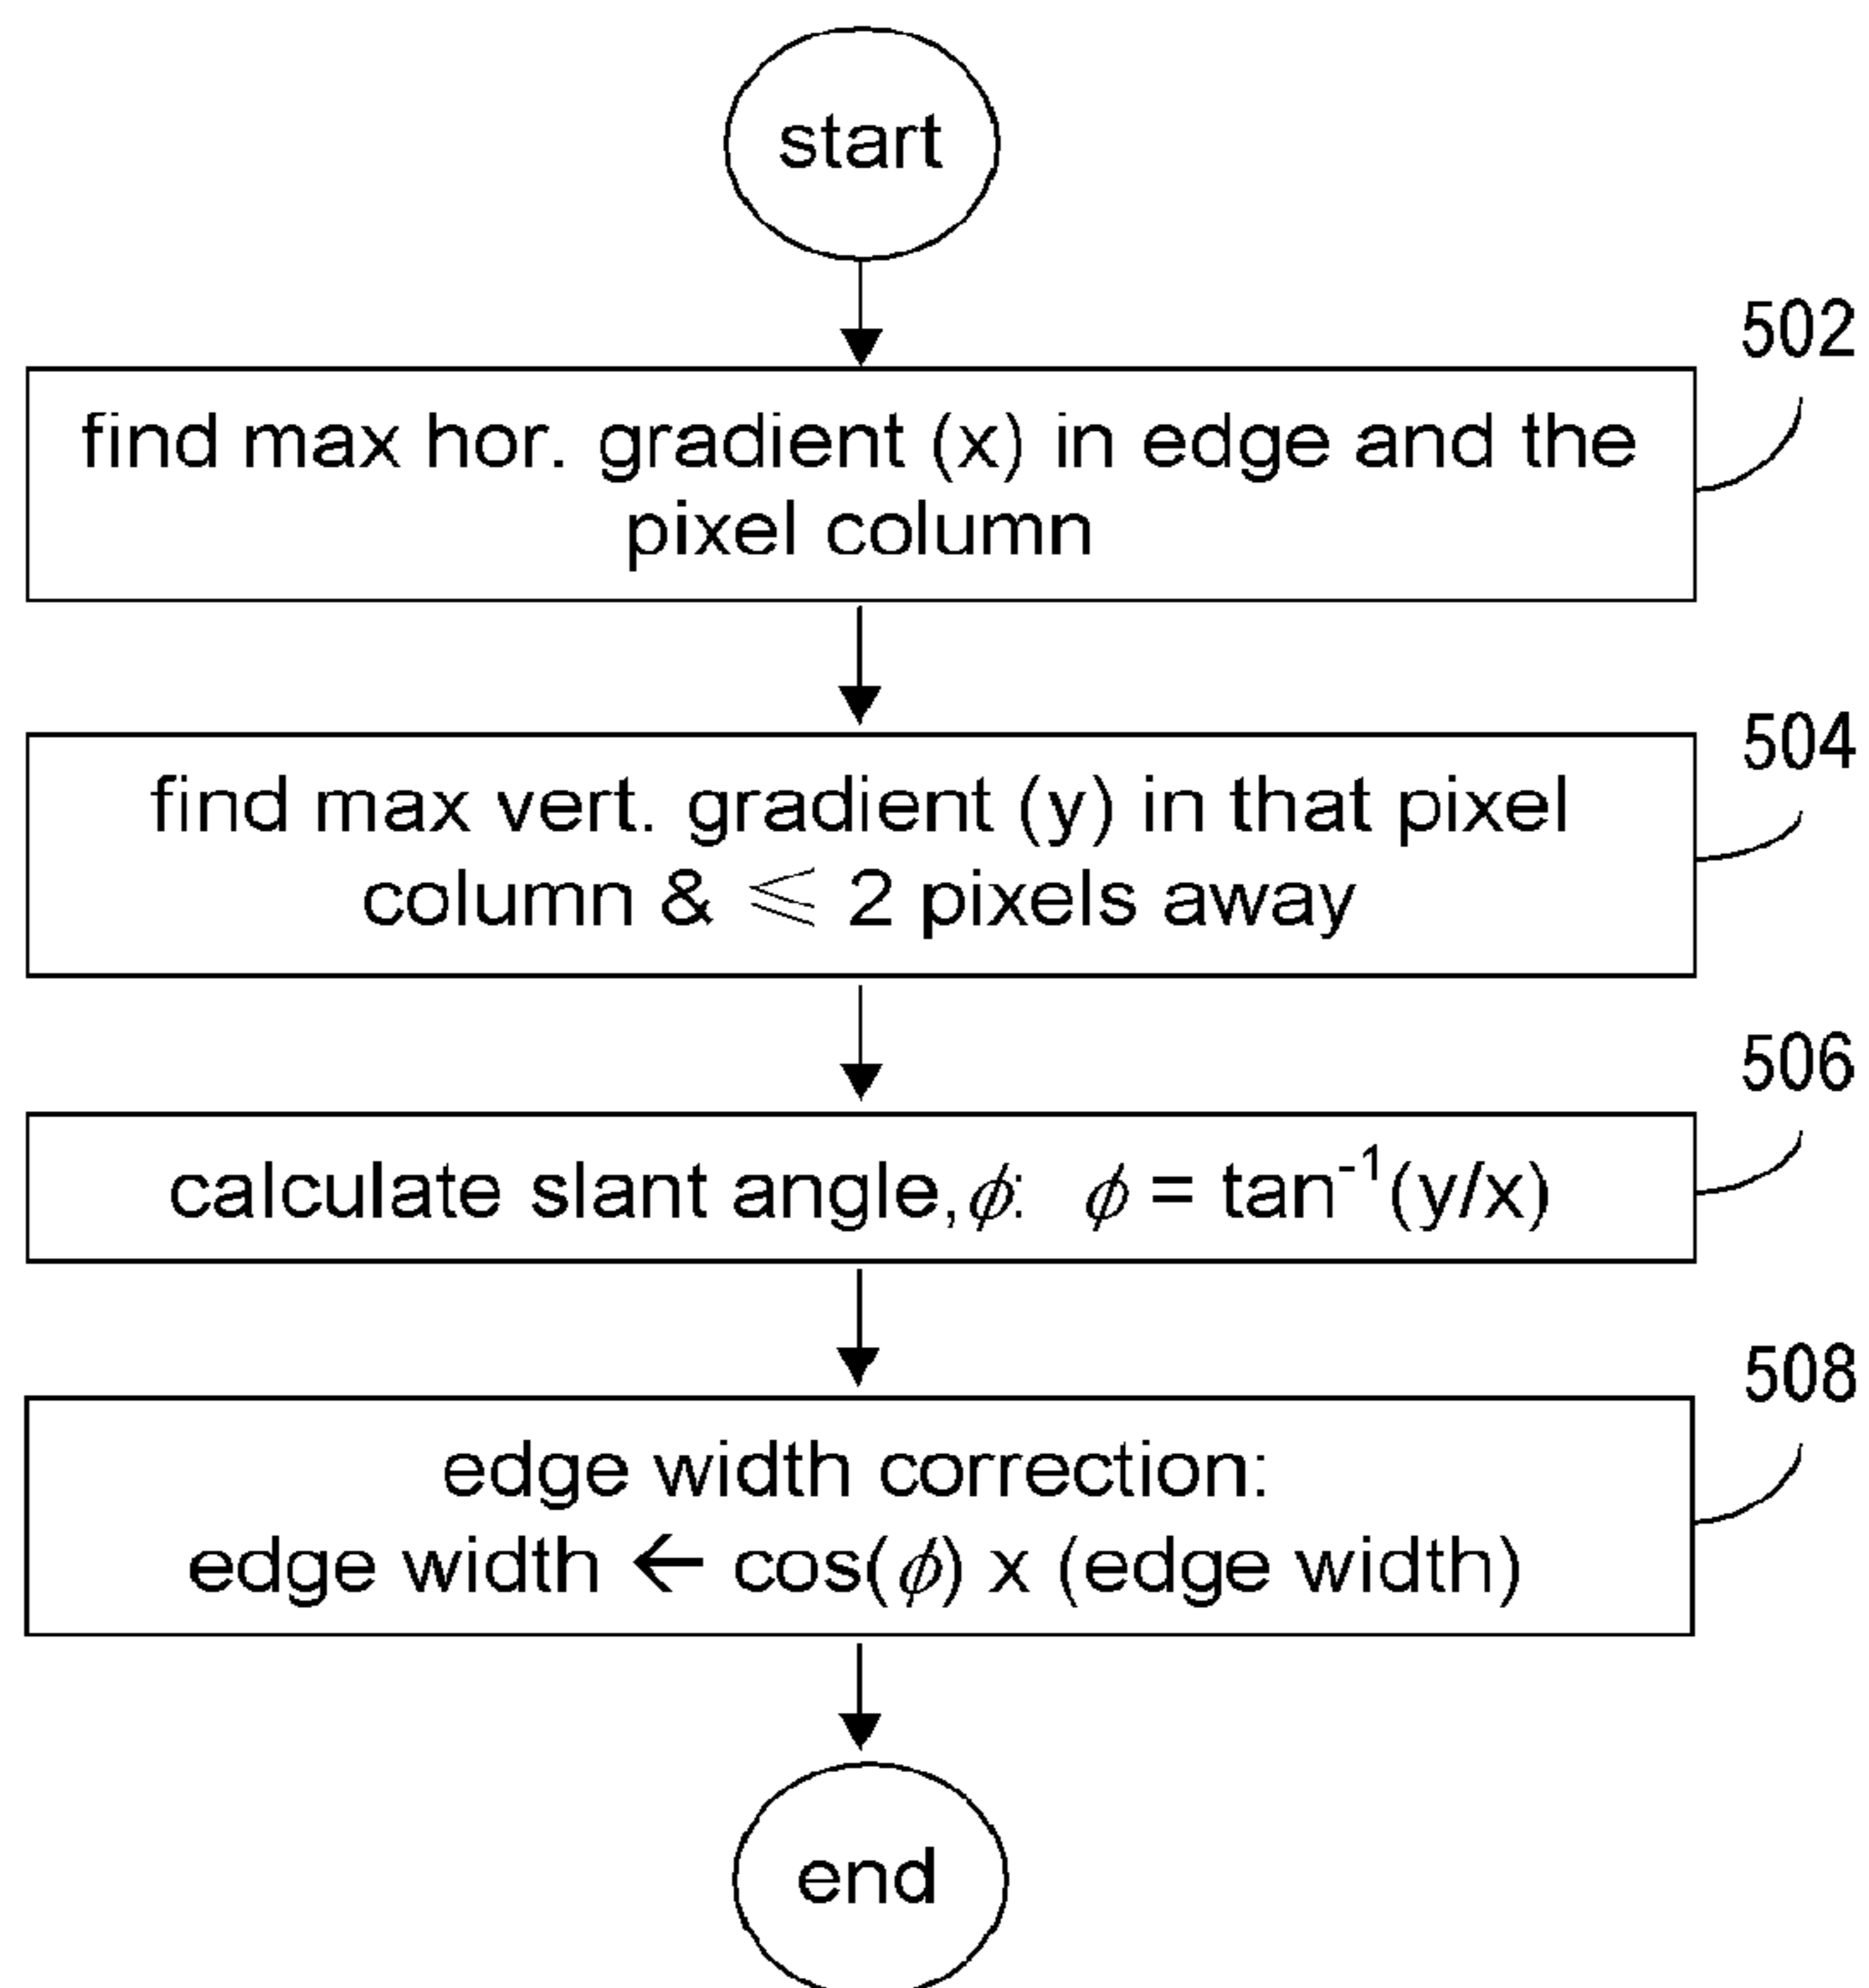 start
502
find max hor. gradient (x) in edge and the
pixel column
504
find max vert. gradient (y) in that pixel
column & ⩽ 2 pixels away
506
calculate slant angle,ϕ: ϕ = tan⁻¹(y/x)
508
edge width correction:
edge width ← cos(ϕ) x (edge width)
end